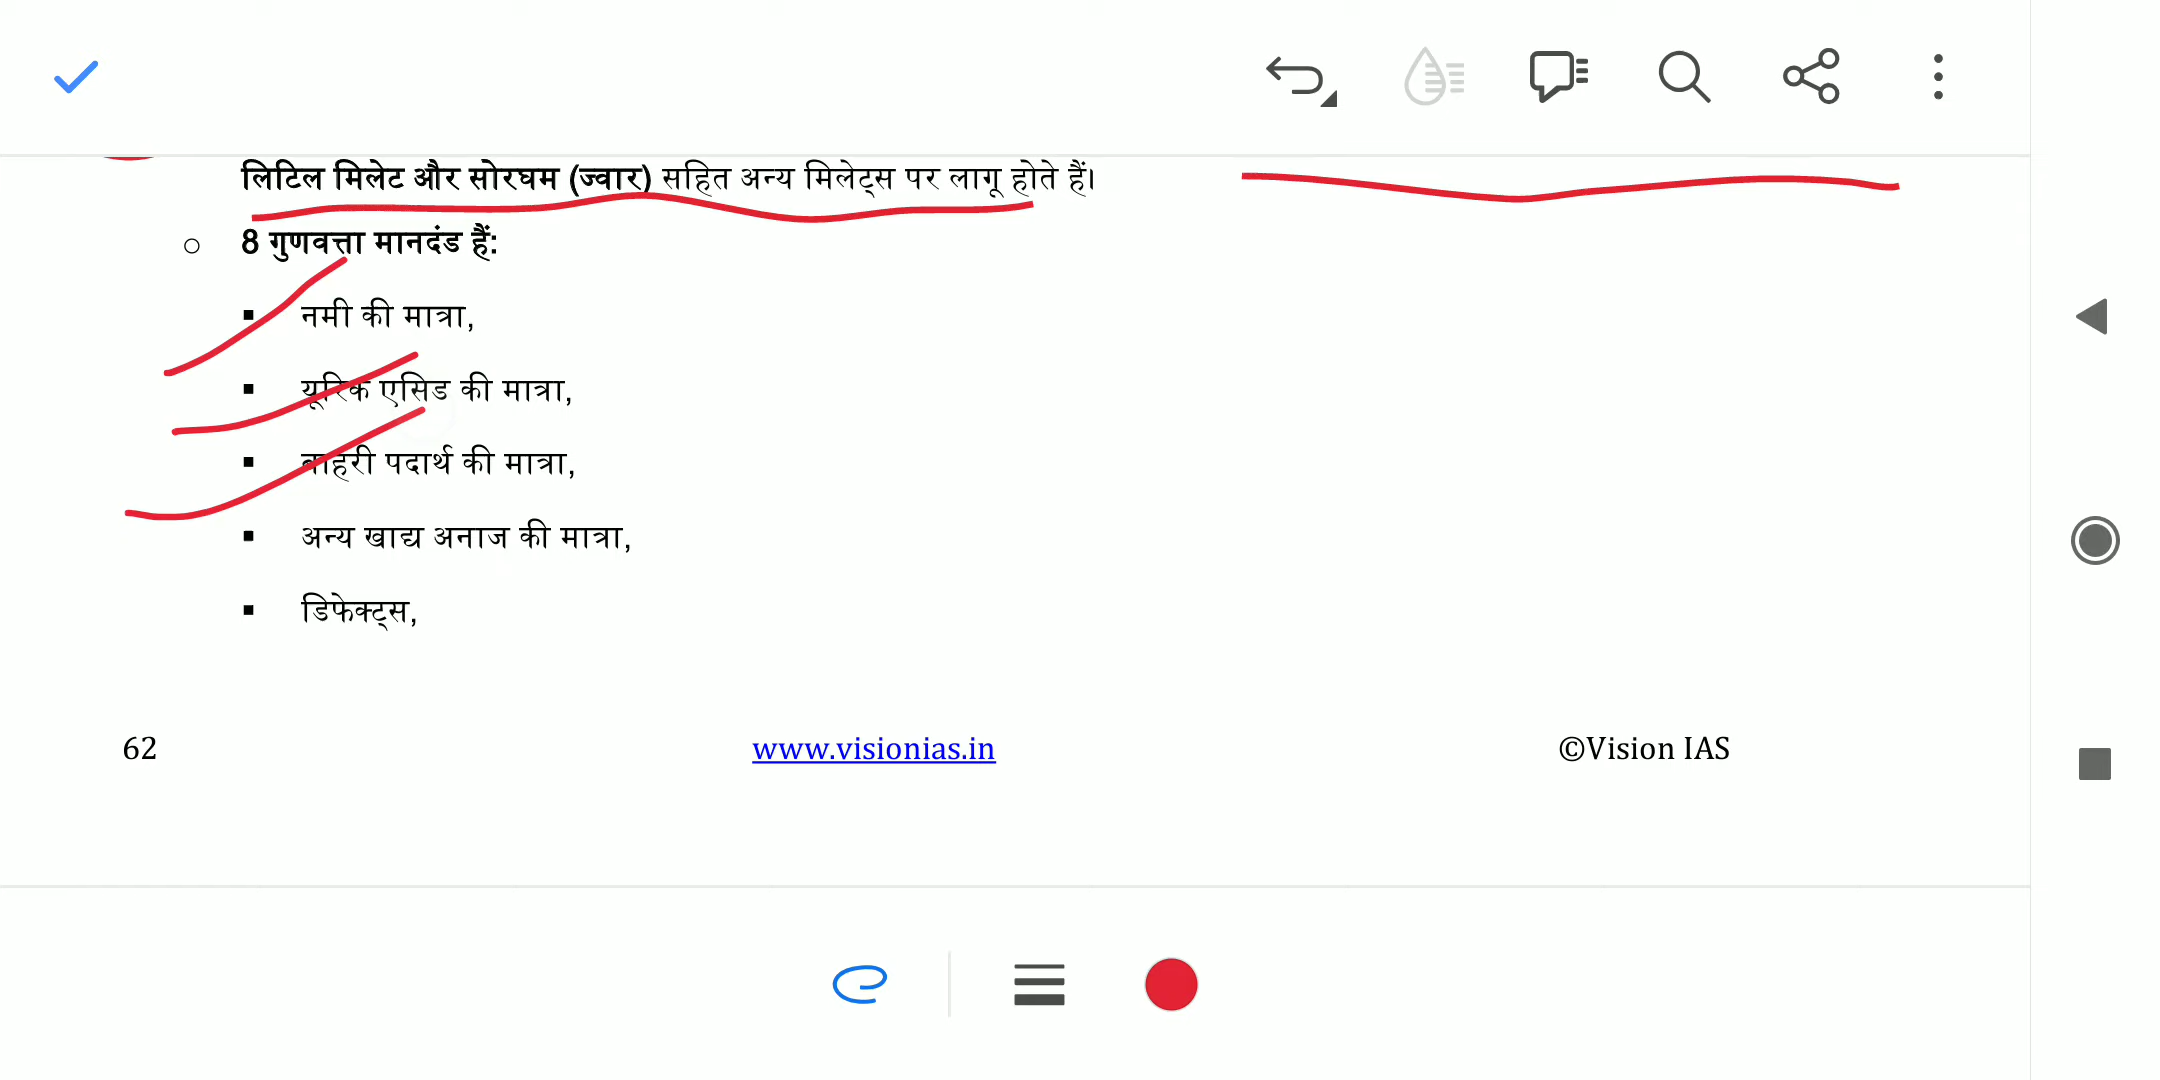 लिटिल मिलेट और सोरघम (ज्वार) सहित अन्य मिलेट्स पर लागू होते हैं।
○ 8 गुणवत्ता मानदंड हैं:
▪ नमी की मात्रा,
▪ यूरिक एसिड की मात्रा,
▪ बाहरी पदार्थ की मात्रा,
▪ अन्य खाद्य अनाज की मात्रा,
▪ डिफेक्ट्स,
62 www.visionias.in ©Vision IAS